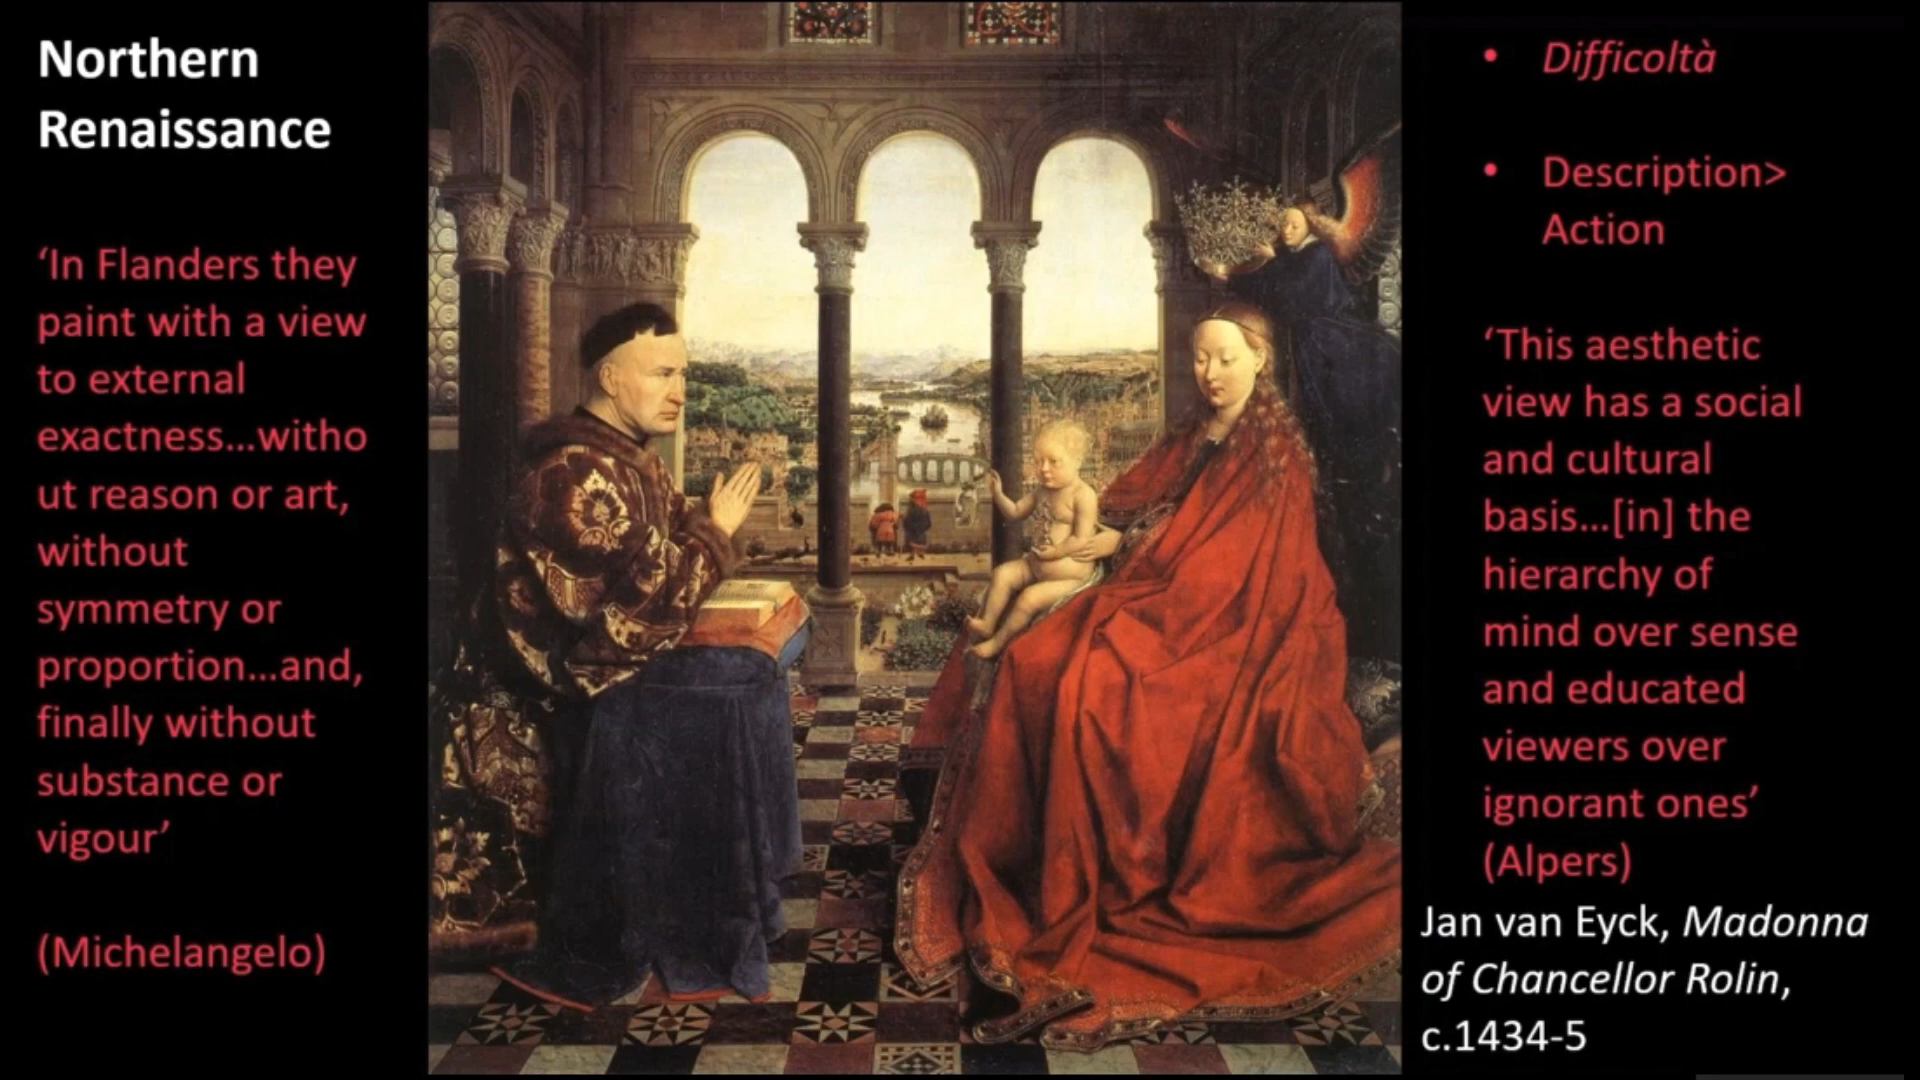 Northern
Renaissance
‘In Flanders they
paint with a view
to external
exactness…witho
ut reason or art,
without
symmetry or
proportion…and,
finally without
substance or
vigour’
(Michelangelo)
• Difficoltà
• Description>
Action
‘This aesthetic
view has a social
and cultural
basis…[in] the
hierarchy of
mind over sense
and educated
viewers over
ignorant ones’
(Alpers)
Jan van Eyck, Madonna
of Chancellor Rolin,
c.1434-5